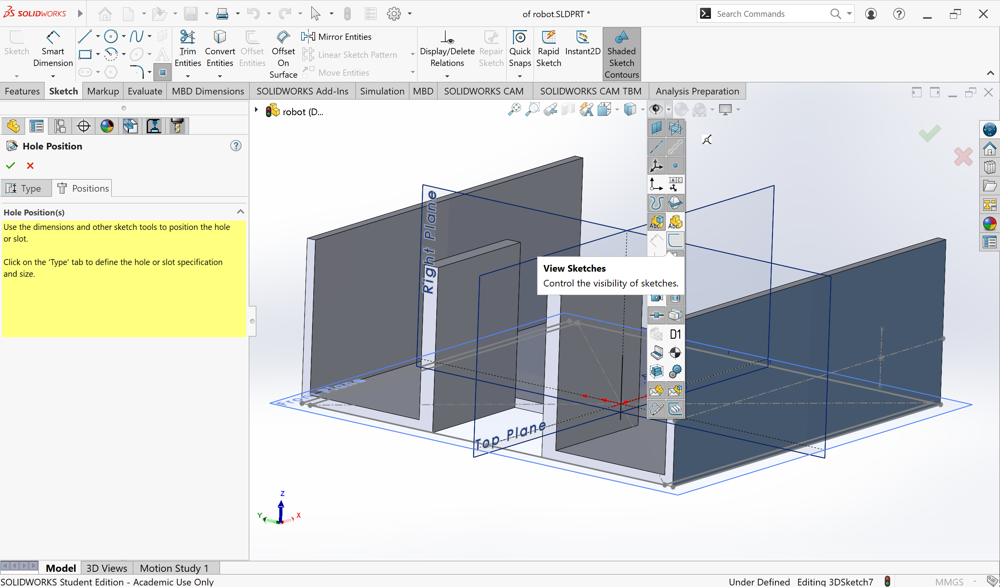 SOLIDWORKS
of robot.SLDPRT *
Search Commands
Sketch
Smart
Dimension
Trim
Entities
Convert
Entities
Offset
Entities
Offset
On
Surface
Mirror Entities
Linear Sketch Pattern
Move Entities
Display/Delete
Relations
Repair
Sketch
Quick
Snaps
Rapid
Sketch
Instant2D
Shaded
Sketch
Contours
Features
Sketch
Markup
Evaluate
MBD Dimensions
SOLIDWORKS Add-Ins
Simulation
MBD
SOLIDWORKS CAM
SOLIDWORKS CAM TBM
Analysis Preparation
robot (D...
Hole Position
Type
Positions
Hole Position(s)
Use the dimensions and other sketch tools to position the hole
or slot.
Click on the 'Type' tab to define the hole or slot specification
and size.
Right Plane
A C
Abc
Abc
View Sketches
Control the visibility of sketches.
D1
Front Plane
Top Plane
Z
Y
X
Model
3D Views
Motion Study 1
SOLIDWORKS Student Edition - Academic Use Only
Under Defined
Editing 3DSketch7
MMGS